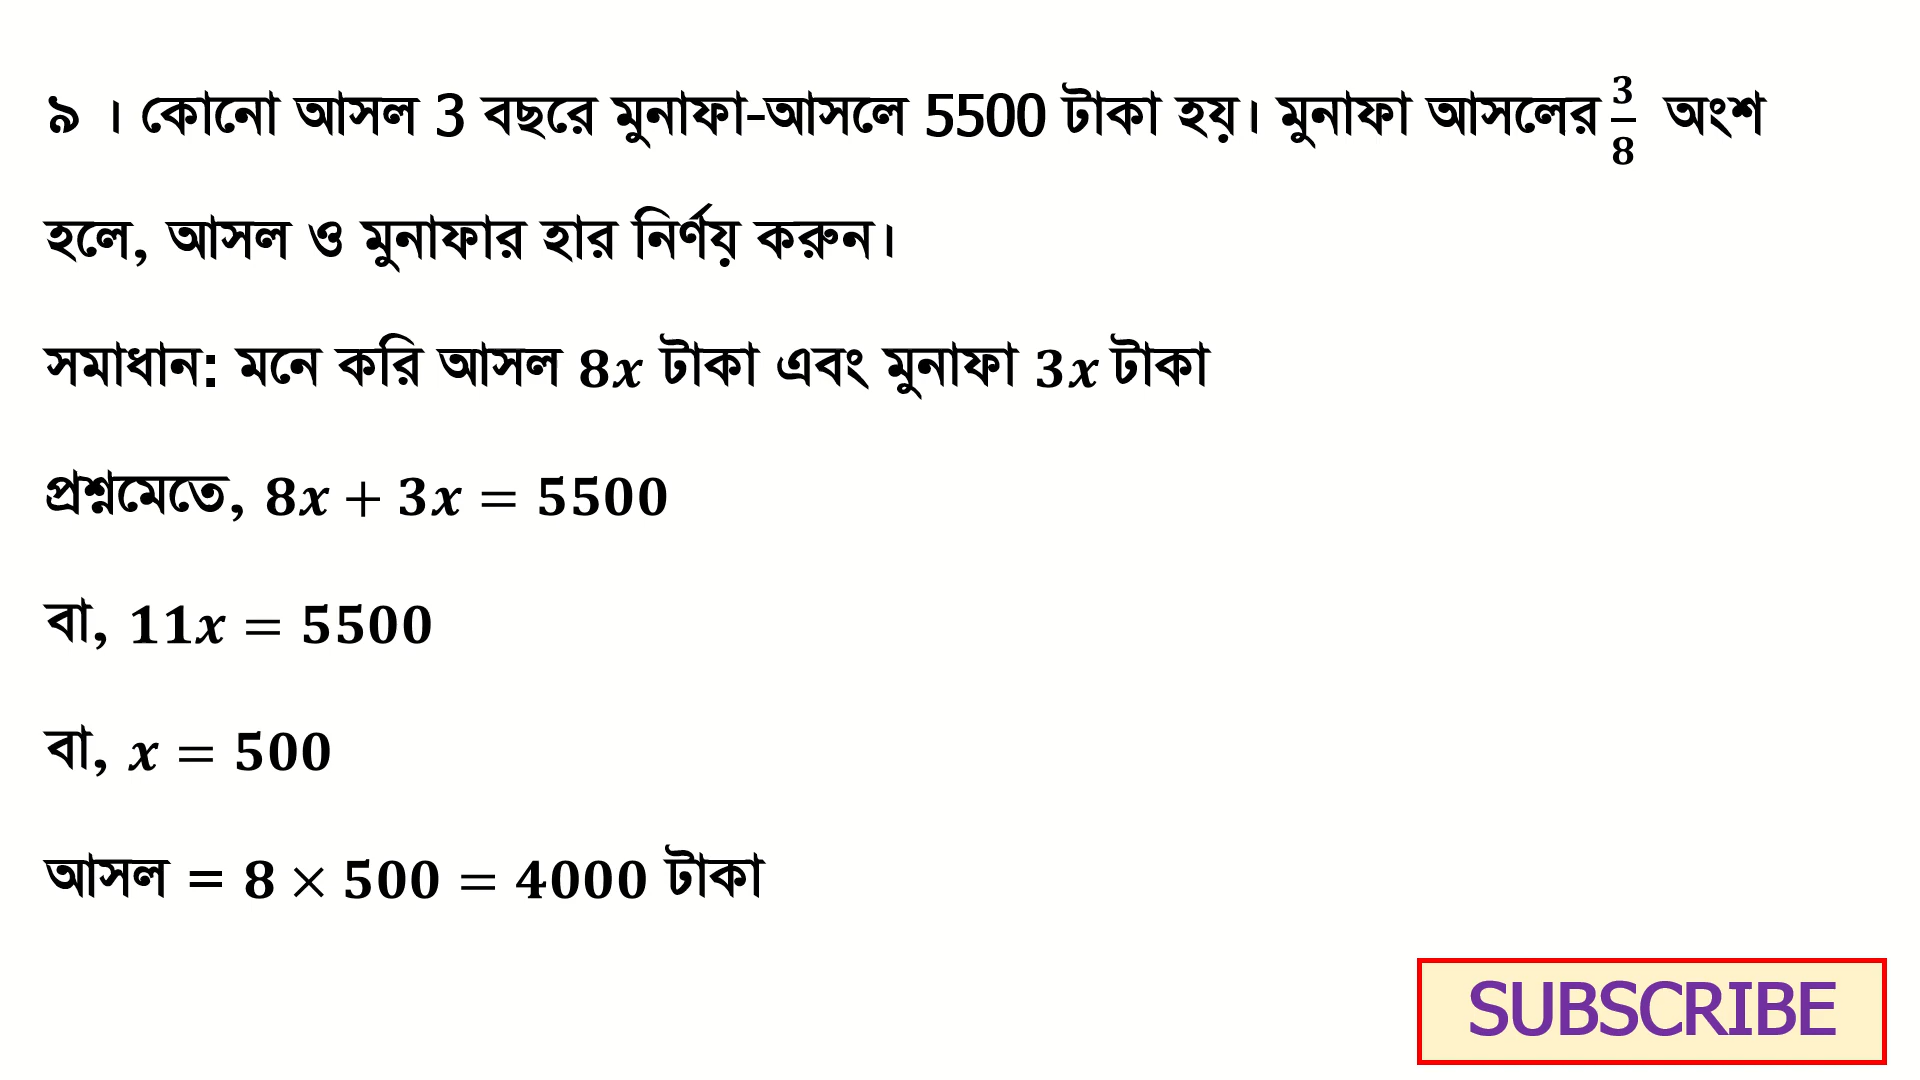 ৯ । কোনো আসল 3 বছরে মুনাফা-আসলে 5500 টাকা হয়। মুনাফা আসলের 3/8 অংশ
হলে, আসল ও মুনাফার হার নির্ণয় করুন।
সমাধান: মনে করি আসল 8x টাকা এবং মুনাফা 3x টাকা
প্রশ্নমেতে, 8x + 3x = 5500
বা, 11x = 5500
বা, x = 500
আসল = 8 × 500 = 4000 টাকা
SUBSCRIBE